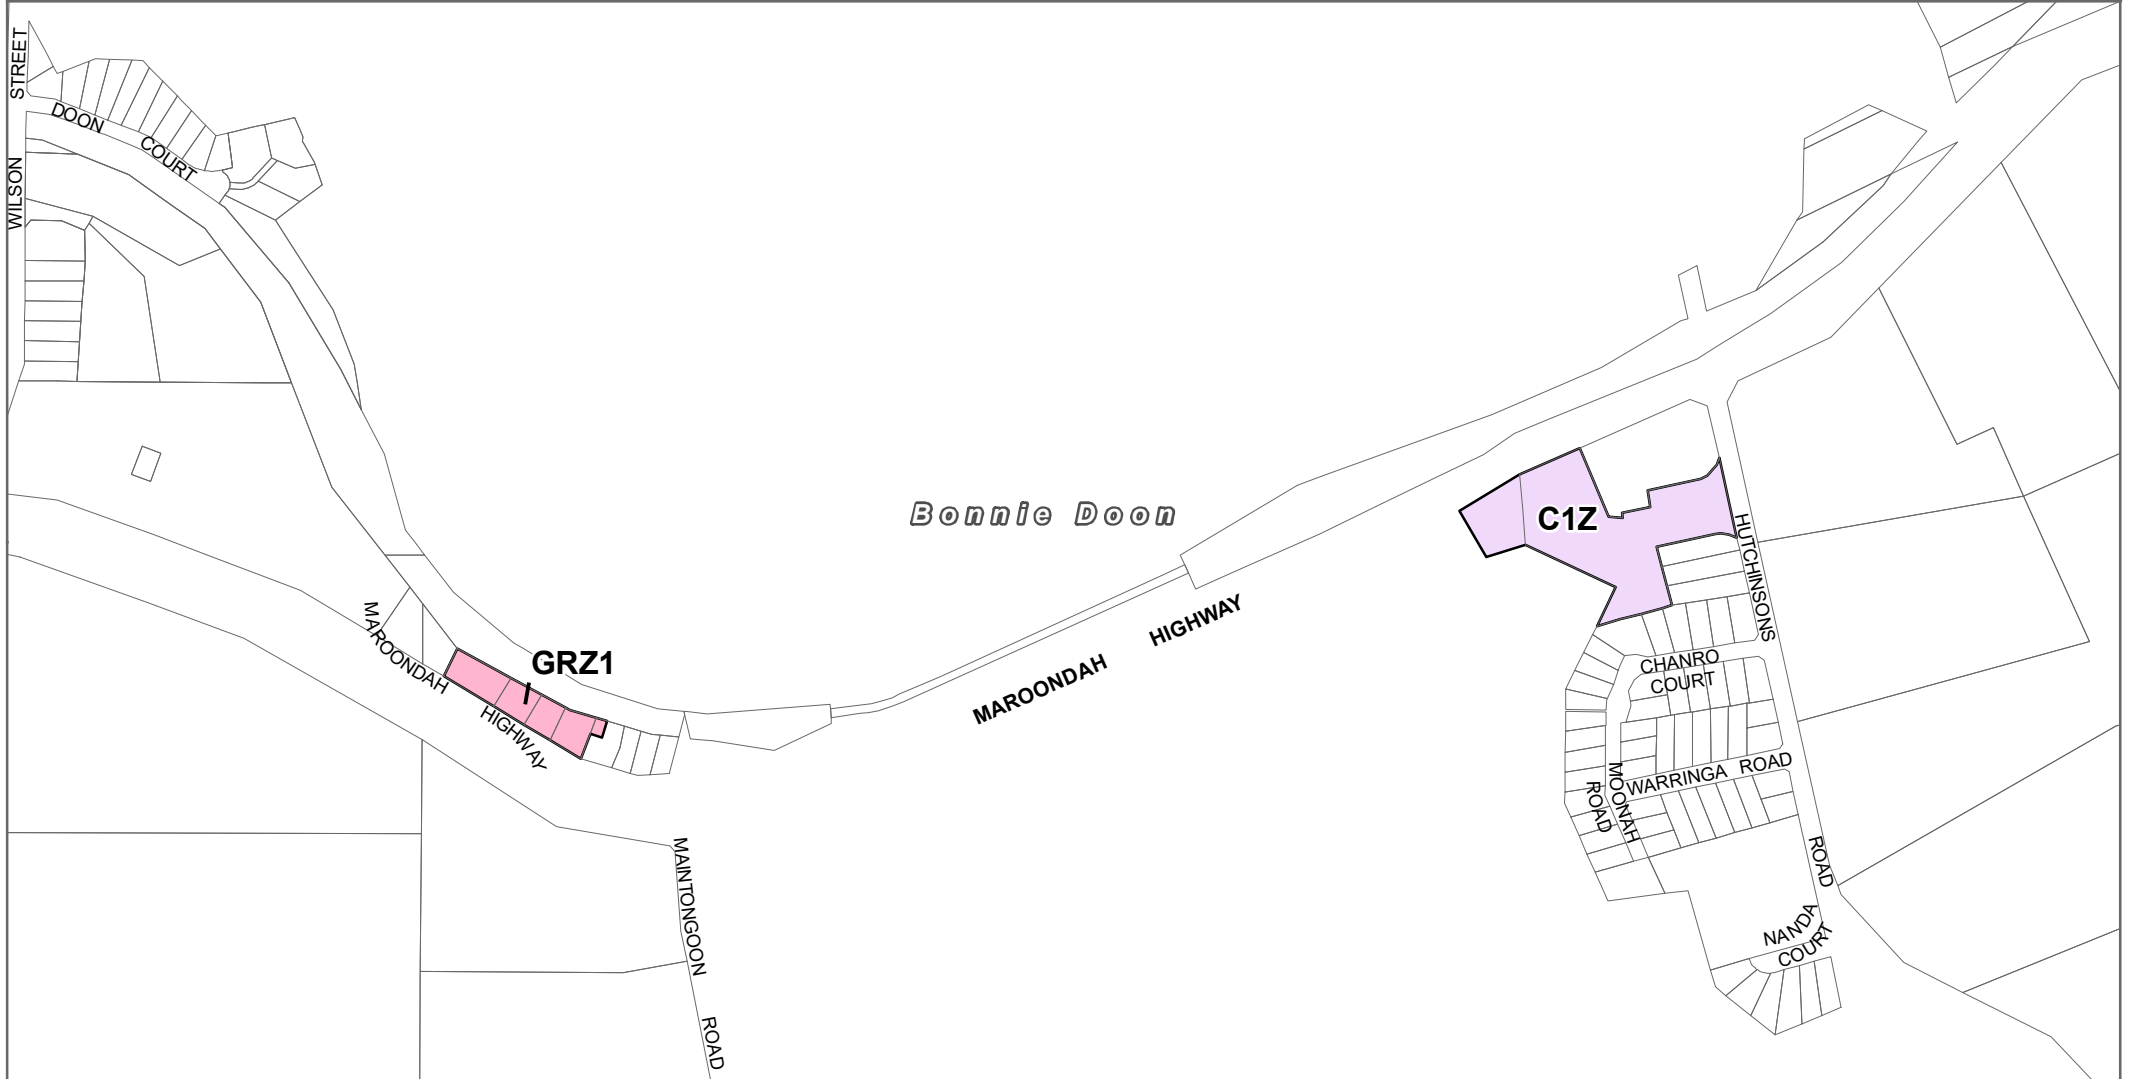 WILSON STREET
DOON COURT
MAROONDAH HIGHWAY
GRZ1
Bonnie Doon
MAROONDAH HIGHWAY
C1Z
HUTCHINSONS ROAD
CHANRO
COURT
WARRINGA ROAD
MOONAH
ROAD
MAINTONGOON ROAD
NANDA
COURT